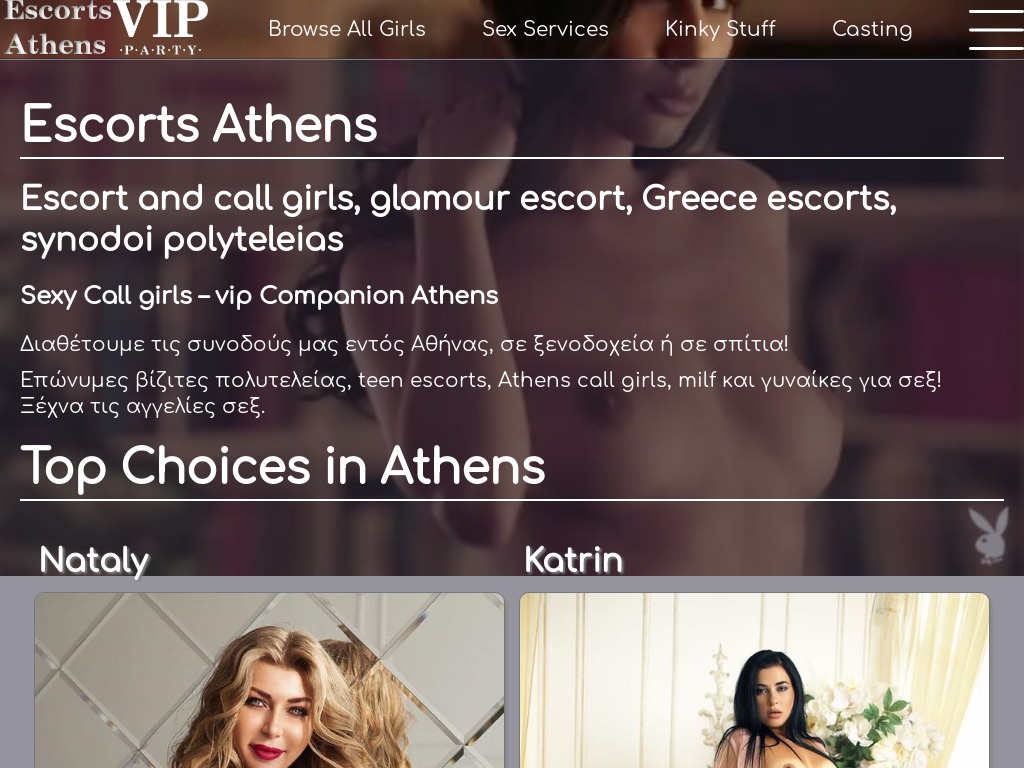 Escorts VIP
Athens ·P·A·R·T·Y·
Browse All Girls
Sex Services
Kinky Stuff
Casting
Escorts Athens
Escort and call girls, glamour escort, Greece escorts,
synodoi polyteleias
Sexy Call girls – vip Companion Athens
Διαθέτουμε τις συνοδούς μας εντός Αθήνας, σε ξενοδοχεία ή σε σπίτια!
Επώνυμες βίζιτες πολυτελείας, teen escorts, Athens call girls, milf και γυναίκες για σεξ!
Ξέχνα τις αγγελίες σεξ.
Top Choices in Athens
Nataly
Katrin